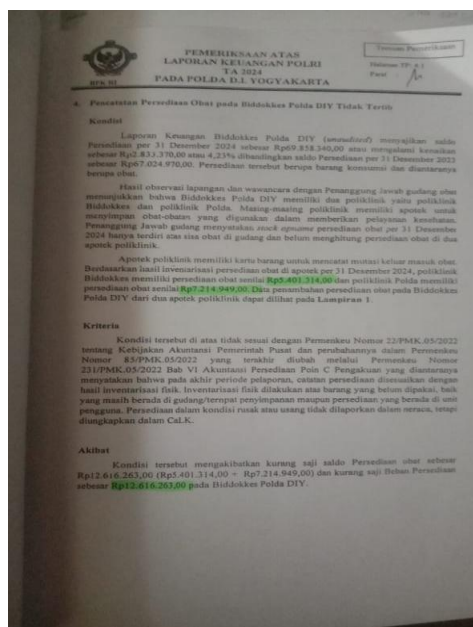 PEMERIKSAAN ATAS
LAPORAN KEUANGAN POLRI
TA 2024
PADA POLDA D.I. YOGYAKARTA
BPK RI
Temuan Pemeriksaan
Halaman TP: 4.1
4. Pencatatan Persediaan Obat pada Biddokkes Polda DIY Tidak Tertib
Kondisi
Laporan Keuangan Biddokkes Polda DIY (unaudited) menyajikan saldo
Persediaan per 31 Desember 2024 sebesar Rp69.858.340,00 atau mengalami kenaikan
sebesar Rp2.833.370,00 atau 4,23% dibandingkan saldo Persediaan per 31 Desember 2023
sebesar Rp67.024.970,00. Persediaan tersebut berupa barang konsumsi dan diantaranya
berupa obat.
Hasil observasi lapangan dan wawancara dengan Penanggung Jawab gudang obat
menunjukkan bahwa Biddokkes Polda DIY memiliki dua poliklinik yaitu poliklinik
Biddokkes dan poliklinik Polda. Masing-masing poliklinik memiliki apotek untuk
menyimpan obat-obatan yang digunakan dalam memberikan pelayanan kesehatan.
Penanggung Jawab gudang menyatakan stock opname persediaan obat per 31 Desember
2024 hanya terdiri atas sisa obat di gudang dan belum menghitung persediaan obat di dua
apotek poliklinik.
Apotek poliklinik memiliki kartu barang untuk mencatat mutasi keluar masuk obat.
Berdasarkan hasil inventarisasi persediaan obat di apotek per 31 Desember 2024, poliklinik
Biddokkes memiliki persediaan obat senilai Rp5.401.314,00 dan poliklinik Polda memiliki
persediaan obat senilai Rp7.214.949,00. Data penambahan persediaan obat pada Biddokkes
Polda DIY dari dua apotek poliklinik dapat dilihat pada Lampiran 1.
Kriteria
Kondisi tersebut di atas tidak sesuai dengan Permenkeu Nomor 22/PMK.05/2022
tentang Kebijakan Akuntansi Pemerintah Pusat dan perubahannya dalam Permenkeu
Nomor 85/PMK.05/2022 yang terakhir diubah melalui Permenkeu Nomor
231/PMK.05/2022 Bab VI Akuntansi Persediaan Poin C Pengakuan yang diantaranya
menyatakan bahwa pada akhir periode pelaporan, catatan persediaan disesuaikan dengan
hasil inventarisasi fisik. Inventarisasi fisik dilakukan atas barang yang belum dipakai, baik
yang masih berada di gudang/tempat penyimpanan maupun persediaan yang berada di unit
pengguna. Persediaan dalam kondisi rusak atau usang tidak dilaporkan dalam neraca, tetapi
diungkapkan dalam CaLK.
Akibat
Kondisi tersebut mengakibatkan kurang saji saldo Persediaan obat sebesar
Rp12.616.263,00 (Rp5.401.314,00 + Rp7.214.949,00) dan kurang saji Beban Persediaan
sebesar Rp12.616.263,00 pada Biddokkes Polda DIY.